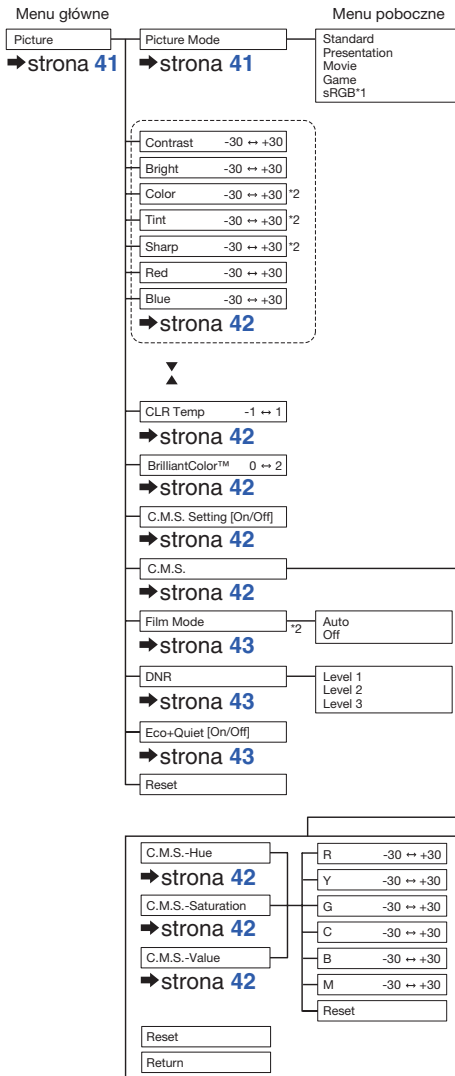 Menu główne
Menu poboczne
Picture
Picture Mode
Standard
Presentation
Movie
Game
sRGB*1
➡strona 41
➡strona 41
Contrast -30 ↔ +30
Bright -30 ↔ +30
Color -30 ↔ +30 *2
Tint -30 ↔ +30 *2
Sharp -30 ↔ +30 *2
Red -30 ↔ +30
Blue -30 ↔ +30
➡strona 42
CLR Temp -1 ↔ 1
➡strona 42
BrilliantColor™ 0 ↔ 2
➡strona 42
C.M.S. Setting [On/Off]
➡strona 42
C.M.S.
➡strona 42
Film Mode *2
Auto
Off
➡strona 43
DNR
Level 1
Level 2
Level 3
➡strona 43
Eco+Quiet [On/Off]
➡strona 43
Reset
C.M.S.-Hue
➡strona 42
C.M.S.-Saturation
➡strona 42
C.M.S.-Value
➡strona 42
R -30 ↔ +30
Y -30 ↔ +30
G -30 ↔ +30
C -30 ↔ +30
B -30 ↔ +30
M -30 ↔ +30
Reset
Reset
Return